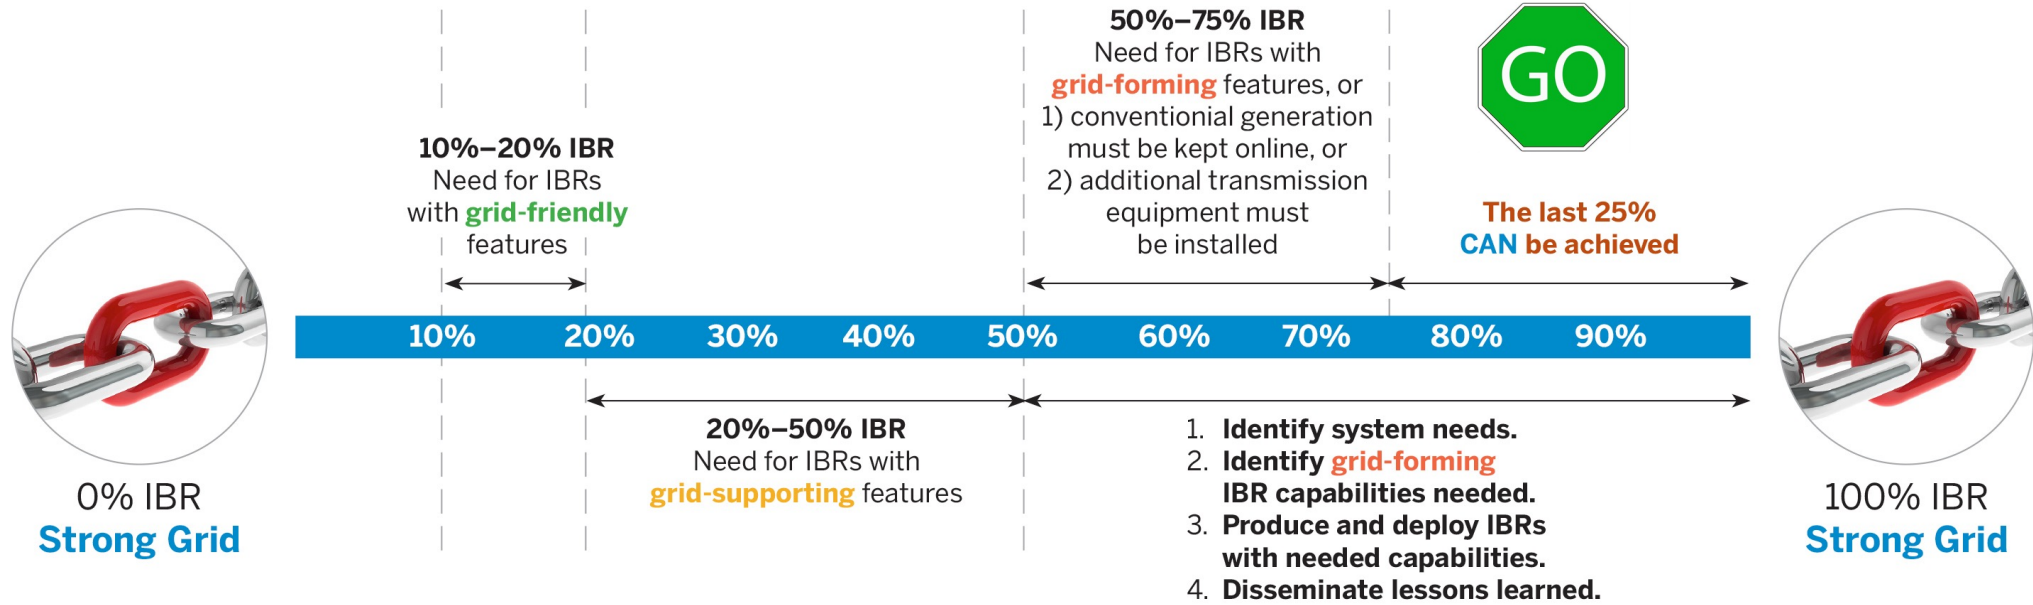 10%–20% IBR
Need for IBRs
with grid-friendly
features
50%–75% IBR
Need for IBRs with
grid-forming features, or
1) conventionial generation
must be kept online, or
2) additional transmission
equipment must
be installed
GO
The last 25%
CAN be achieved
10% 20% 30% 40% 50% 60% 70% 80% 90%
0% IBR
Strong Grid
20%–50% IBR
Need for IBRs with
grid-supporting features
1. Identify system needs.
2. Identify grid-forming
IBR capabilities needed.
3. Produce and deploy IBRs
with needed capabilities.
4. Disseminate lessons learned.
100% IBR
Strong Grid